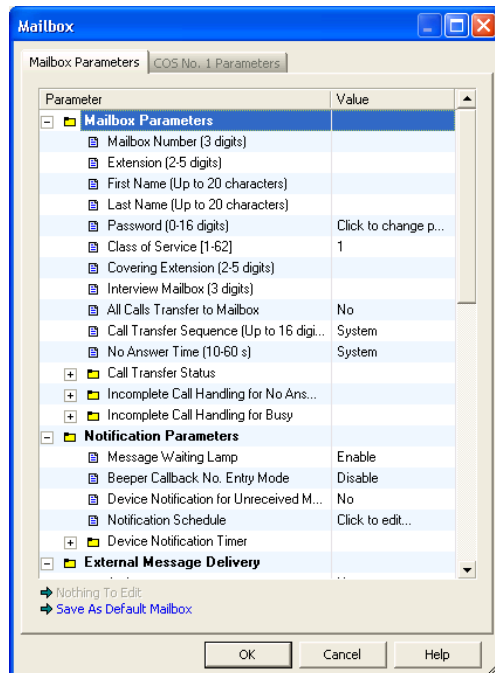 Mailbox
Mailbox Parameters COS No. 1 Parameters
Parameter Value
Mailbox Parameters
Mailbox Number (3 digits)
Extension (2-5 digits)
First Name (Up to 20 characters)
Last Name (Up to 20 characters)
Password (0-16 digits) Click to change p...
Class of Service [1-62] 1
Covering Extension (2-5 digits)
Interview Mailbox (3 digits)
All Calls Transfer to Mailbox No
Call Transfer Sequence (Up to 16 digi... System
No Answer Time (10-60 s) System
Call Transfer Status
Incomplete Call Handling for No Ans...
Incomplete Call Handling for Busy
Notification Parameters
Message Waiting Lamp Enable
Beeper Callback No. Entry Mode Disable
Device Notification for Unreceived M... No
Notification Schedule Click to edit...
Device Notification Timer
External Message Delivery
Nothing To Edit
Save As Default Mailbox
OK Cancel Help